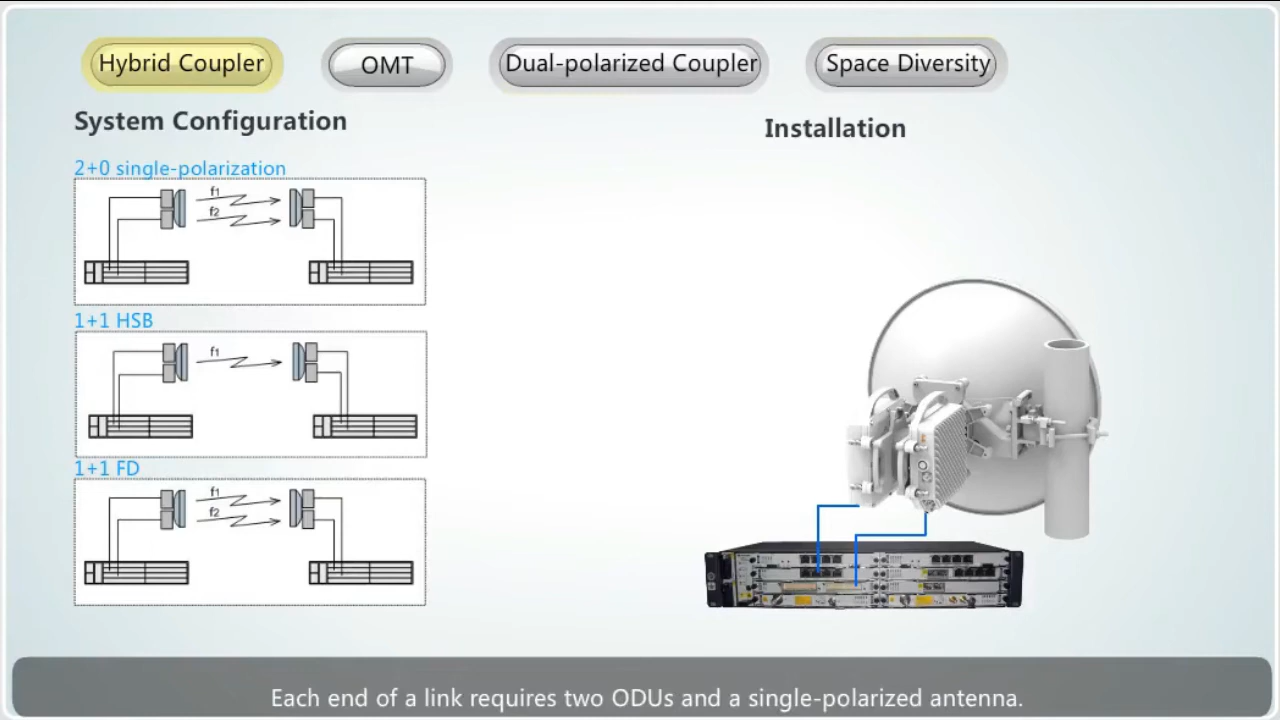 Hybrid Coupler
OMT
Dual-polarized Coupler
Space Diversity
System Configuration
Installation
2+0 single-polarization
f1
f2
1+1 HSB
f1
1+1 FD
f1
f2
Each end of a link requires two ODUs and a single-polarized antenna.